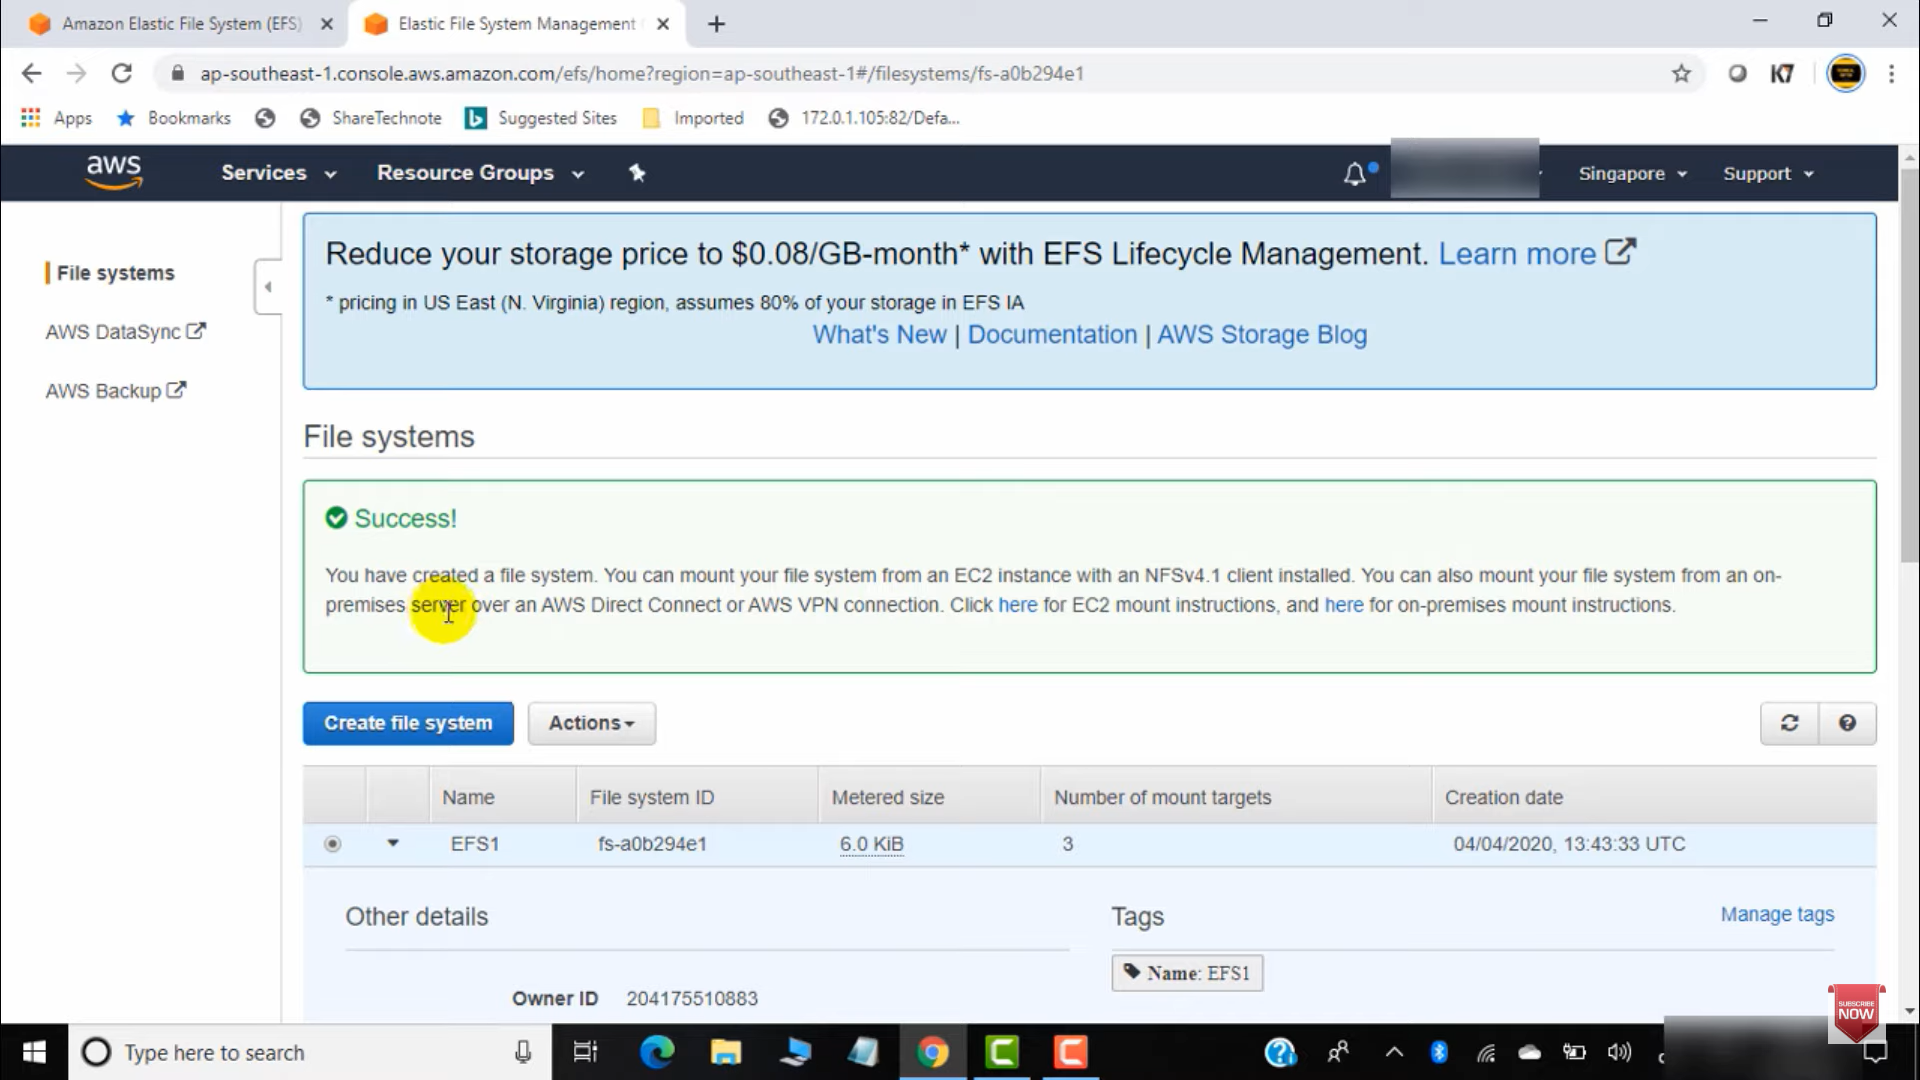 Amazon Elastic File System (EFS)
Elastic File System Management
ap-southeast-1.console.aws.amazon.com/efs/home?region=ap-southeast-1#/filesystems/fs-a0b294e1
K7
Apps
Bookmarks
ShareTechnote
Suggested Sites
Imported
172.0.1.105:82/Defa...
aws
Services
Resource Groups
Singapore
Support
File systems
AWS DataSync
AWS Backup
Reduce your storage price to $0.08/GB-month* with EFS Lifecycle Management. Learn more
* pricing in US East (N. Virginia) region, assumes 80% of your storage in EFS IA
What's New | Documentation | AWS Storage Blog
File systems
Success!
You have created a file system. You can mount your file system from an EC2 instance with an NFSv4.1 client installed. You can also mount your file system from an on-
premises server over an AWS Direct Connect or AWS VPN connection. Click here for EC2 mount instructions, and here for on-premises mount instructions.
Create file system
Actions
Name
File system ID
Metered size
Number of mount targets
Creation date
EFS1
fs-a0b294e1
6.0 KiB
3
04/04/2020, 13:43:33 UTC
Other details
Tags
Manage tags
Name: EFS1
Owner ID
204175510883
SUBSCRIBE
NOW
Type here to search